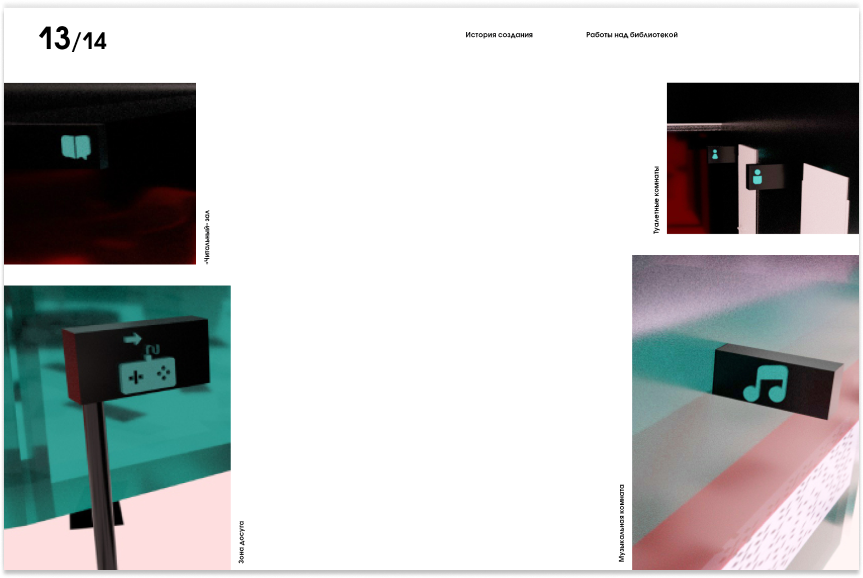 13/14
История создания
Работы над библиотекой
«Читальный» зал
Туалетные комнаты
Зона досуга
Музыкальная комната